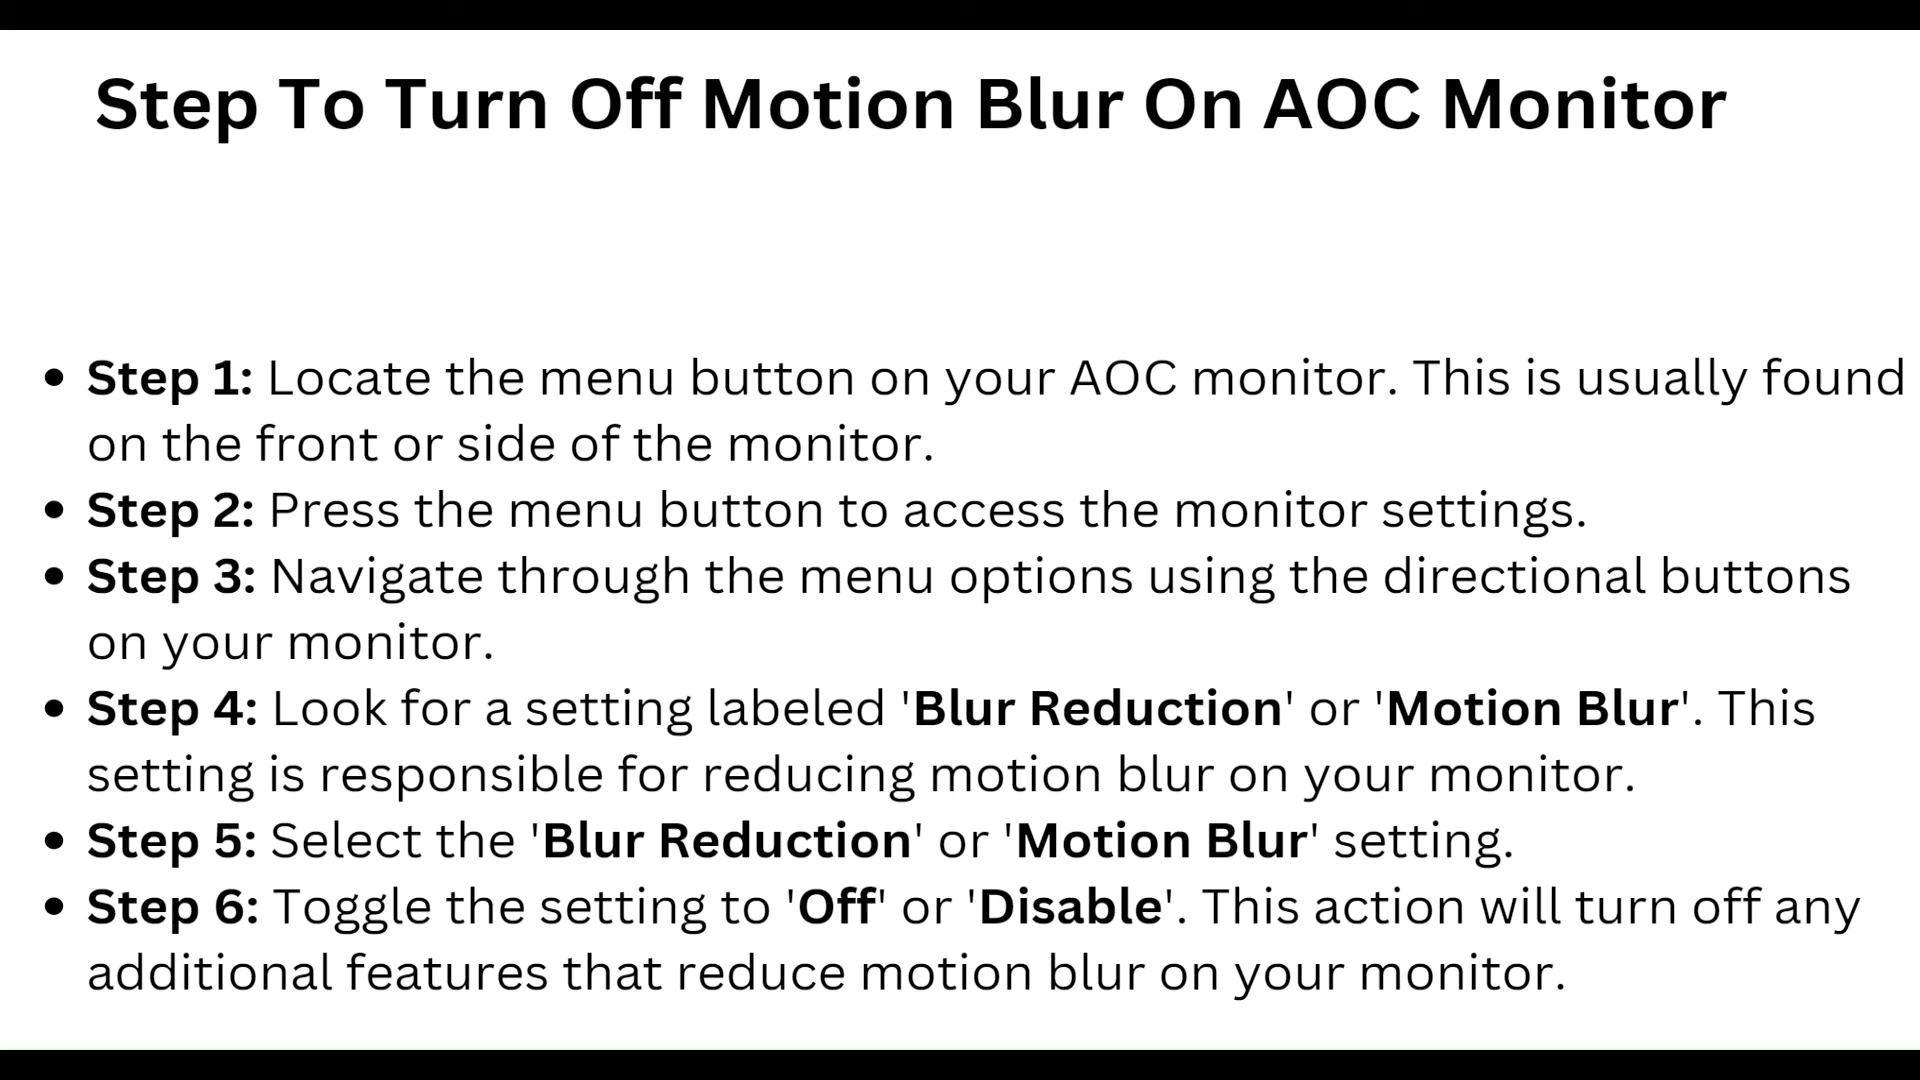 Step To Turn Off Motion Blur On AOC Monitor
• Step 1: Locate the menu button on your AOC monitor. This is usually found
on the front or side of the monitor.
• Step 2: Press the menu button to access the monitor settings.
• Step 3: Navigate through the menu options using the directional buttons
on your monitor.
• Step 4: Look for a setting labeled 'Blur Reduction' or 'Motion Blur'. This
setting is responsible for reducing motion blur on your monitor.
• Step 5: Select the 'Blur Reduction' or 'Motion Blur' setting.
• Step 6: Toggle the setting to 'Off' or 'Disable'. This action will turn off any
additional features that reduce motion blur on your monitor.